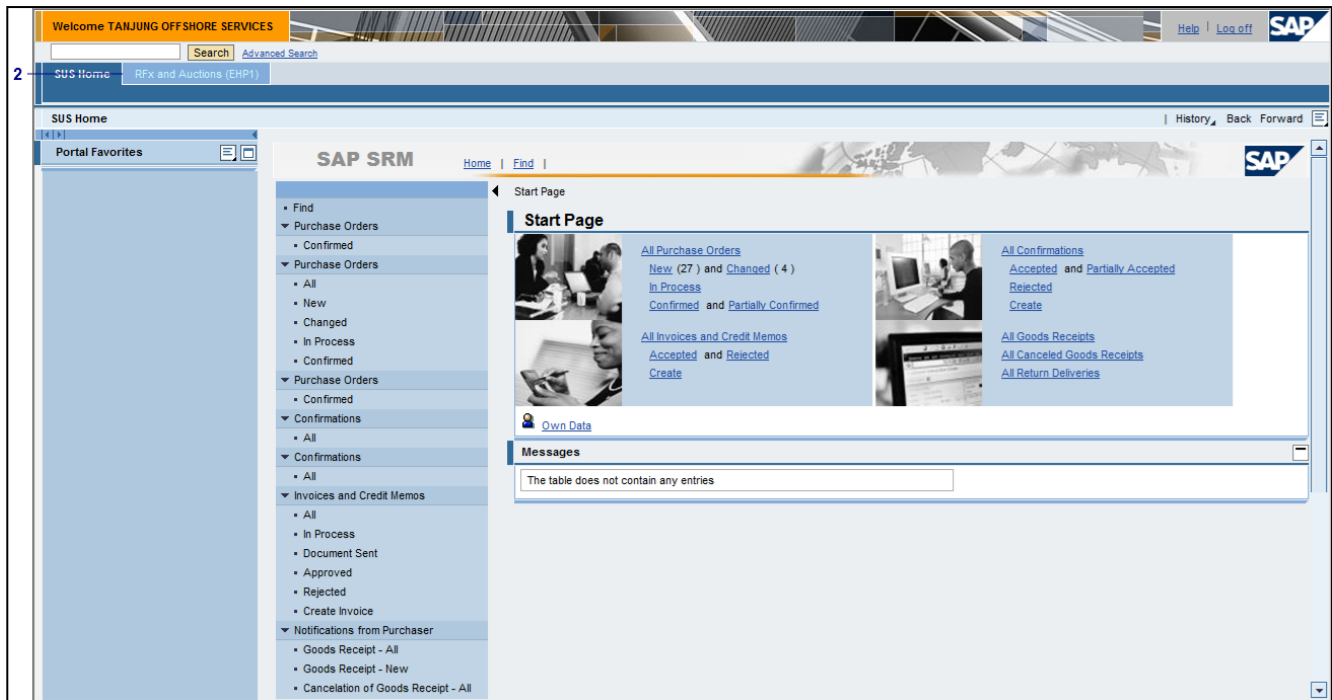 Welcome TANJUNG OFFSHORE SERVICES
Help Log off SAP
Search Advanced Search
2
SUS Home RFx and Auctions (EHP1)
SUS Home
History Back Forward
Portal Favorites
SAP SRM Home | Find | SAP
Start Page
Start Page
Find
Purchase Orders
Confirmed
Purchase Orders
All
New
Changed
In Process
Confirmed
Purchase Orders
Confirmed
Confirmations
All
Confirmations
All
Invoices and Credit Memos
All
In Process
Document Sent
Approved
Rejected
Create Invoice
Notifications from Purchaser
Goods Receipt - All
Goods Receipt - New
Cancelation of Goods Receipt - All
All Purchase Orders
New (27 ) and Changed ( 4 )
In Process
Confirmed and Partially Confirmed
All Confirmations
Accepted and Partially Accepted
Rejected
Create
All Invoices and Credit Memos
Accepted and Rejected
Create
All Goods Receipts
All Canceled Goods Receipts
All Return Deliveries
Own Data
Messages
The table does not contain any entries